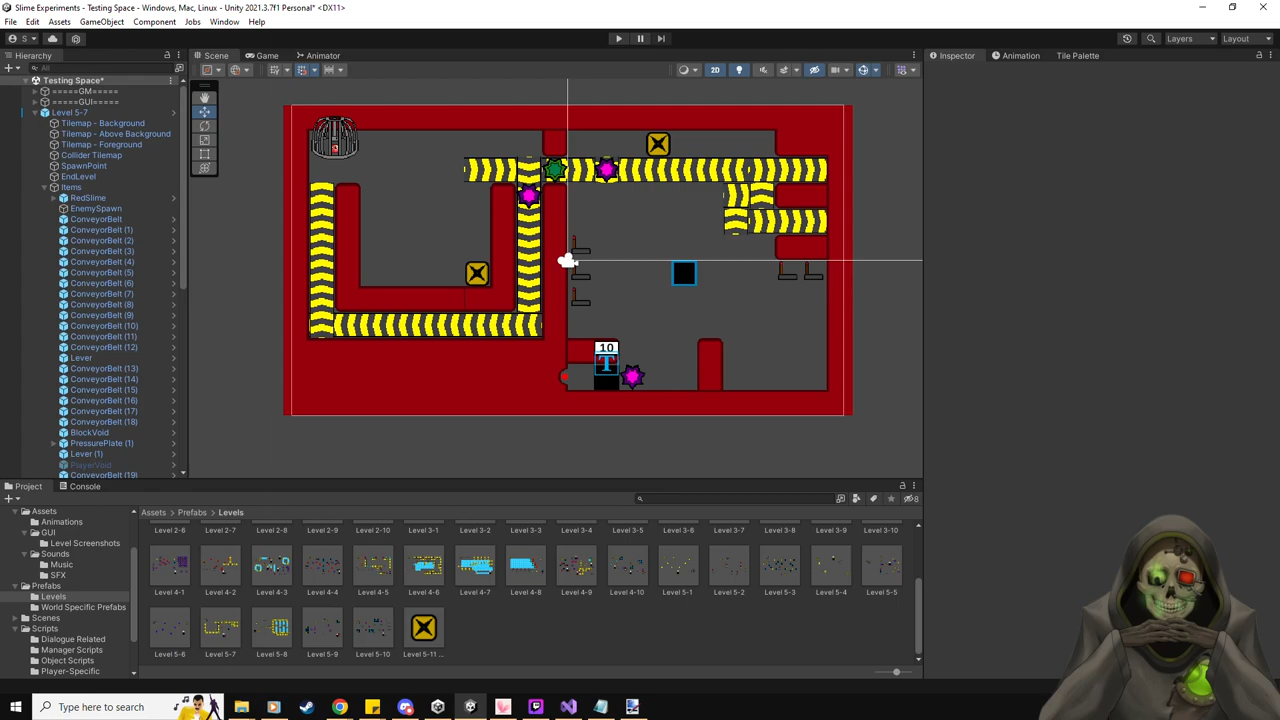 Slime Experiments - Testing Space - Windows, Mac, Linux - Unity 2021.3.7f1 Personal* <DX11>
File Edit Assets GameObject Component Jobs Window Help
S Layers Layout
Hierarchy Scene Game Animator Inspector Animation Tile Palette
All
Testing Space*
2D
=====GM=====
=====GUI=====
Level 5-7
Tilemap - Background
Tilemap - Above Background
Tilemap - Foreground
Collider Tilemap
SpawnPoint
EndLevel
Items
RedSlime
EnemySpawn
ConveyorBelt
ConveyorBelt (1)
ConveyorBelt (2)
ConveyorBelt (3)
ConveyorBelt (4)
ConveyorBelt (5)
ConveyorBelt (6)
ConveyorBelt (7)
ConveyorBelt (8)
ConveyorBelt (9)
ConveyorBelt (10)
ConveyorBelt (11)
ConveyorBelt (12)
Lever
ConveyorBelt (13)
ConveyorBelt (14)
ConveyorBelt (15)
ConveyorBelt (16)
ConveyorBelt (17)
ConveyorBelt (18)
BlockVoid
PressurePlate (1)
Lever (1)
PlayerVoid
ConveyorBelt (19)
10
T
Project Console
8
Assets
Animations
GUI
Level Screenshots
Sounds
Music
SFX
Prefabs
Levels
World Specific Prefabs
Scenes
Scripts
Dialogue Related
Manager Scripts
Object Scripts
Player-Specific
Assets > Prefabs > Levels
Level 2-6 Level 2-7 Level 2-8 Level 2-9 Level 2-10 Level 3-1 Level 3-2 Level 3-3 Level 3-4 Level 3-5 Level 3-6 Level 3-7 Level 3-8 Level 3-9 Level 3-10
Level 4-1 Level 4-2 Level 4-3 Level 4-4 Level 4-5 Level 4-6 Level 4-7 Level 4-8 Level 4-9 Level 4-10 Level 5-1 Level 5-2 Level 5-3 Level 5-4 Level 5-5
Level 5-6 Level 5-7 Level 5-8 Level 5-9 Level 5-10 Level 5-11 ...
Type here to search